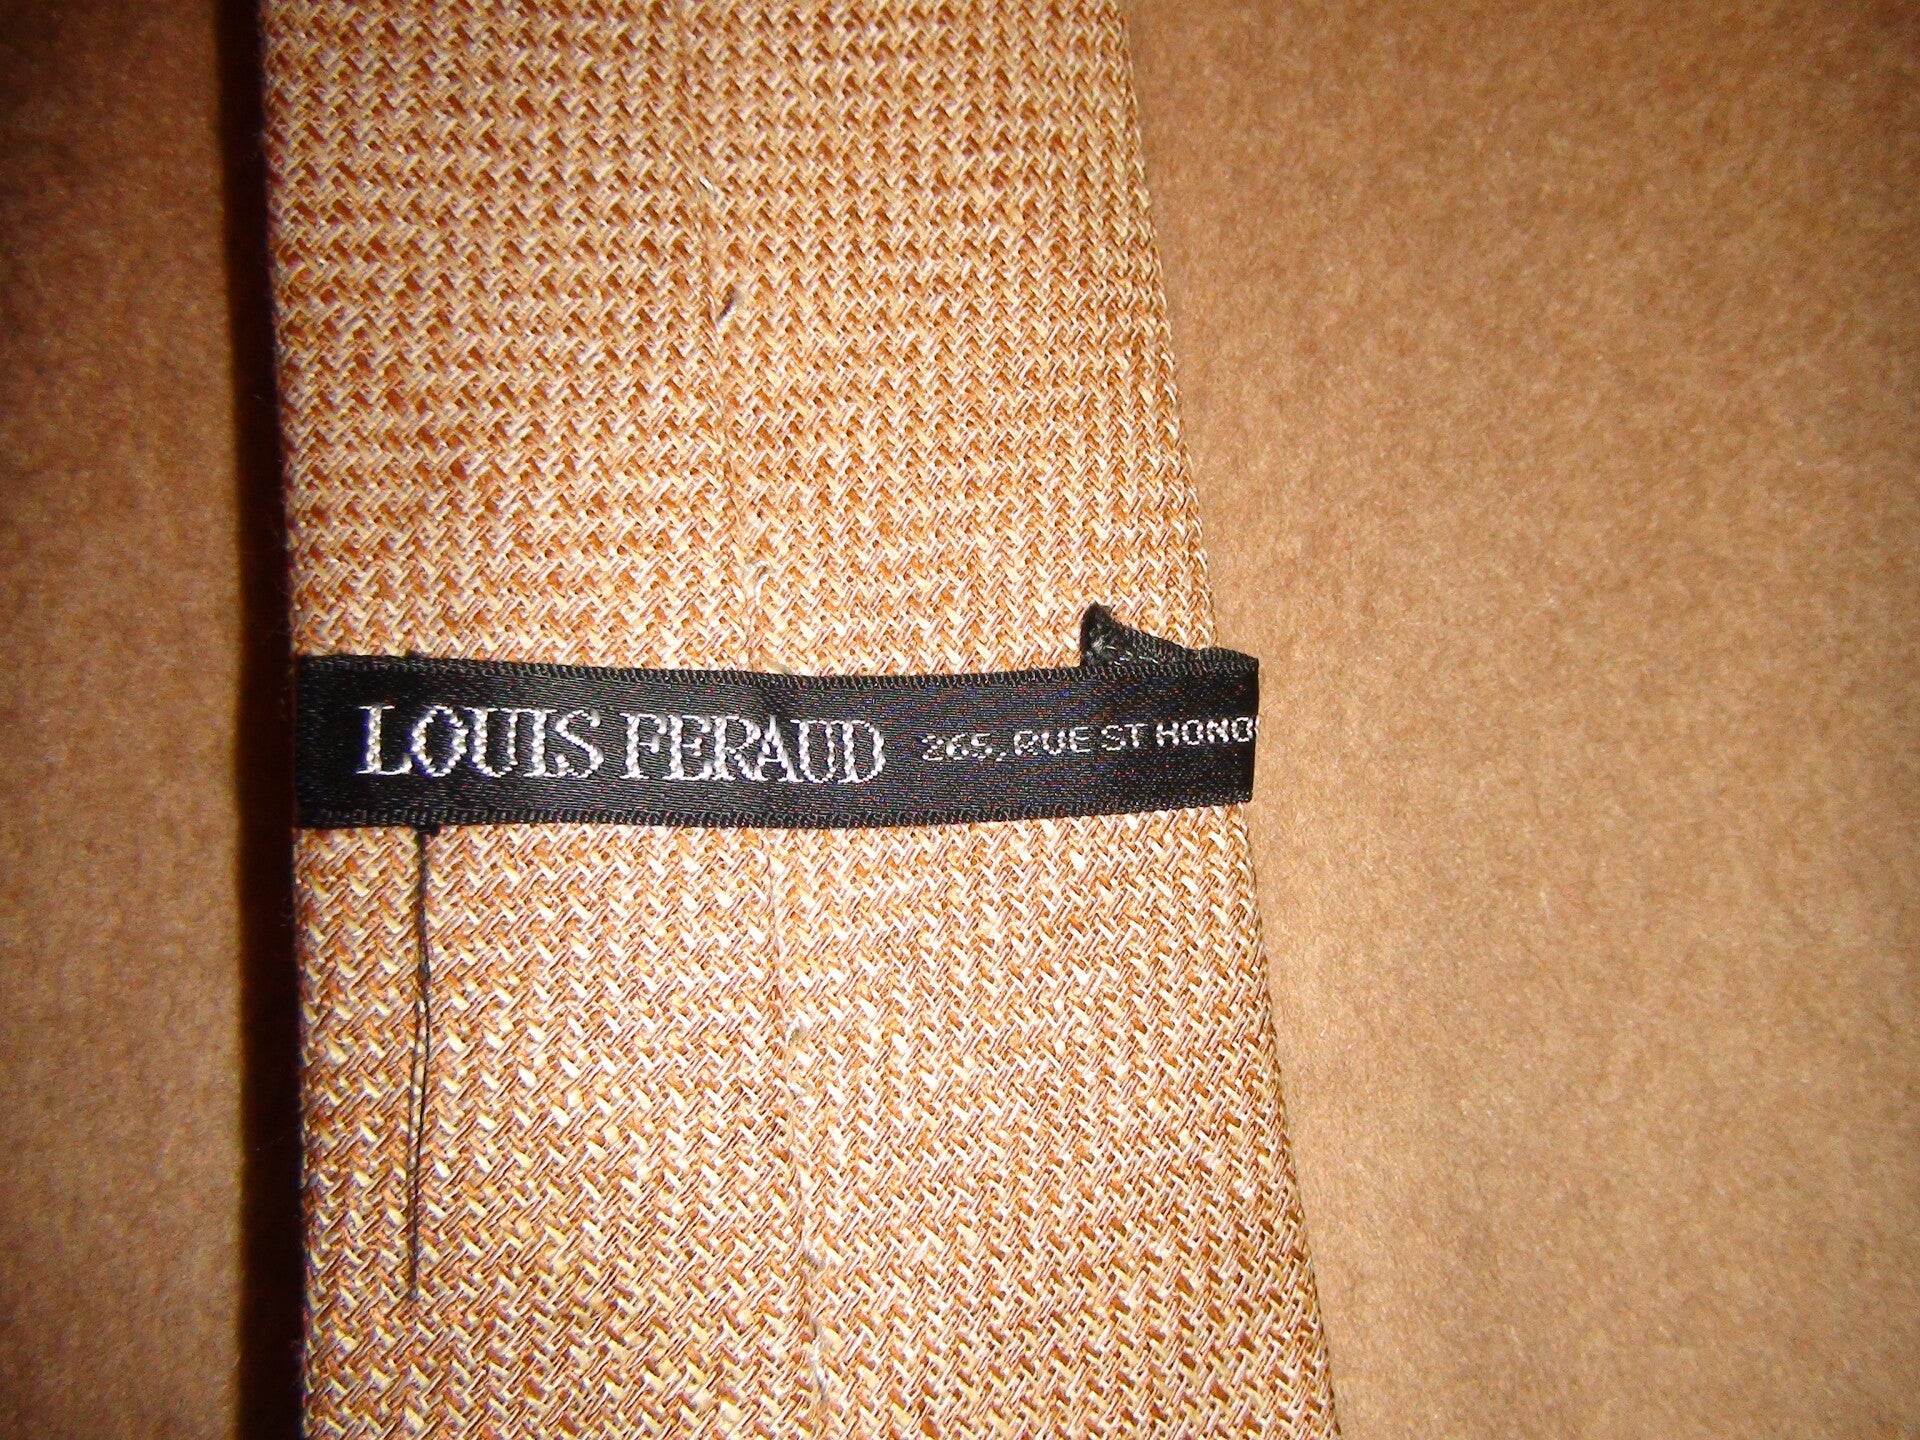 LOUIS FERAUD 265, RUE ST HONO